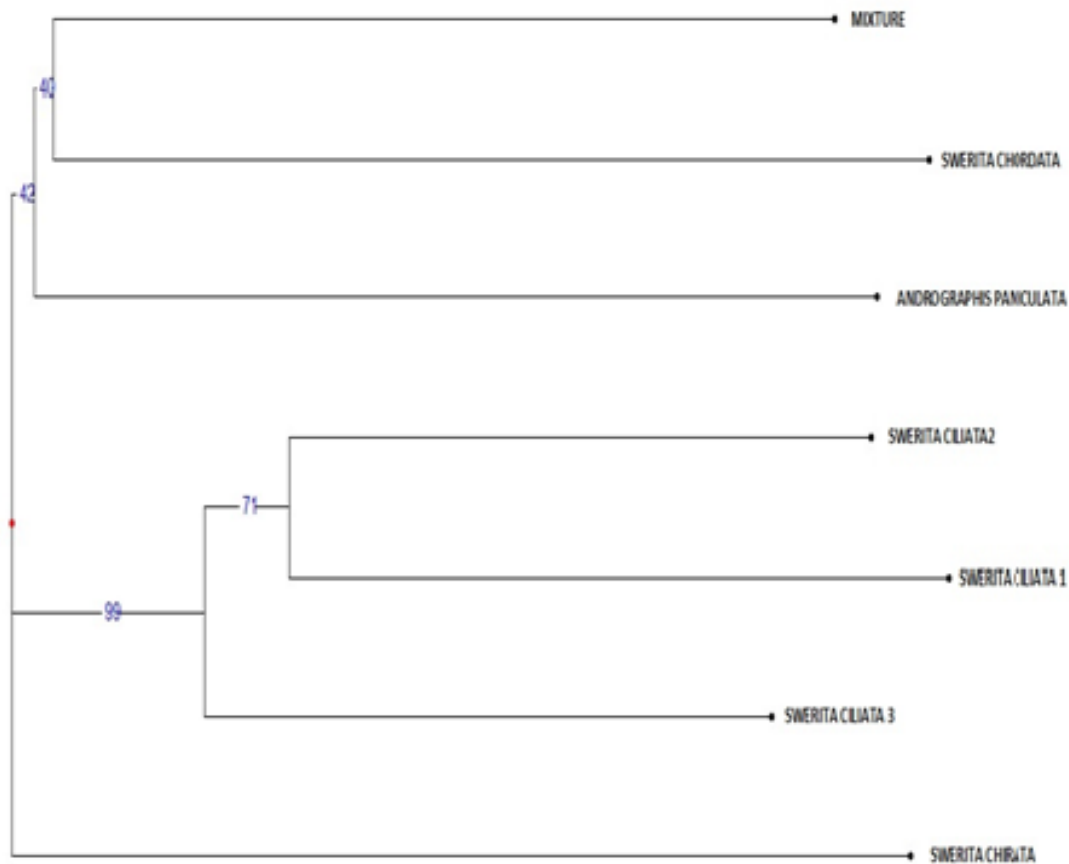 MIXTURE
40
SWERITA CHORDATA
42
ANDROGRAPHIS PANICULATA
SWERITA CILIATA2
71
SWERITA CILIATA 1
99
SWERITA CILIATA 3
SWERITA CHIRATA